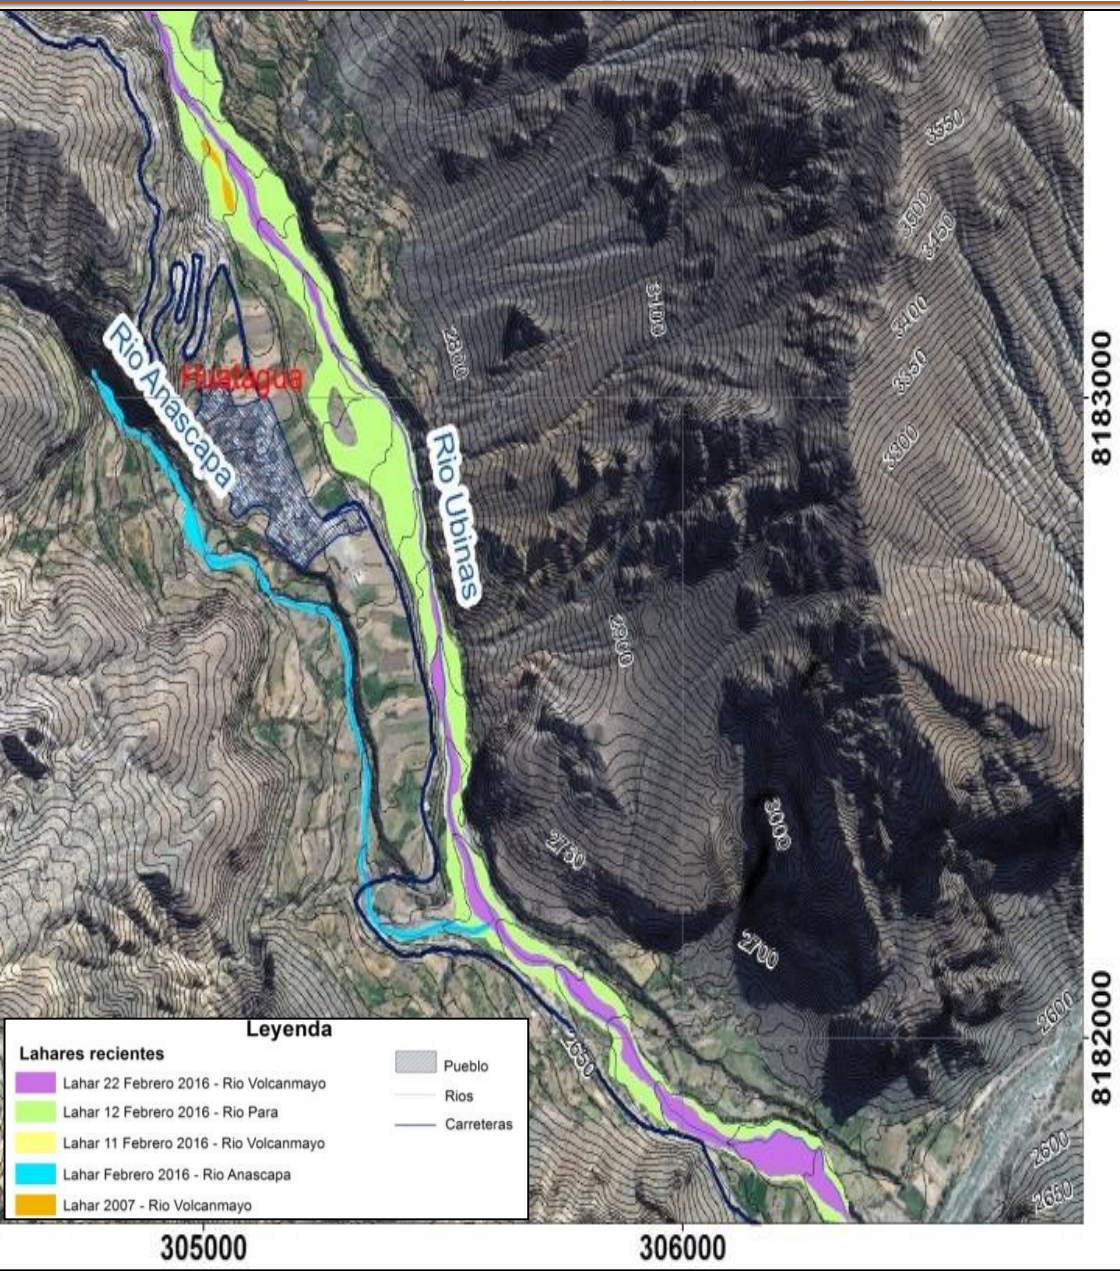 3550
3500
3450
3400
3350
3300
3100
2800
Rio Anascapa
Huatagua
Rio Ubinas
8183000
2900
3000
2750
2700
2650
2600
2600
2650
8182000
Leyenda
Lahares recientes
Lahar 22 Febrero 2016 - Rio Volcanmayo
Lahar 12 Febrero 2016 - Rio Para
Lahar 11 Febrero 2016 - Rio Volcanmayo
Lahar Febrero 2016 - Rio Anascapa
Lahar 2007 - Rio Volcanmayo
Pueblo
Rios
Carreteras
305000
306000